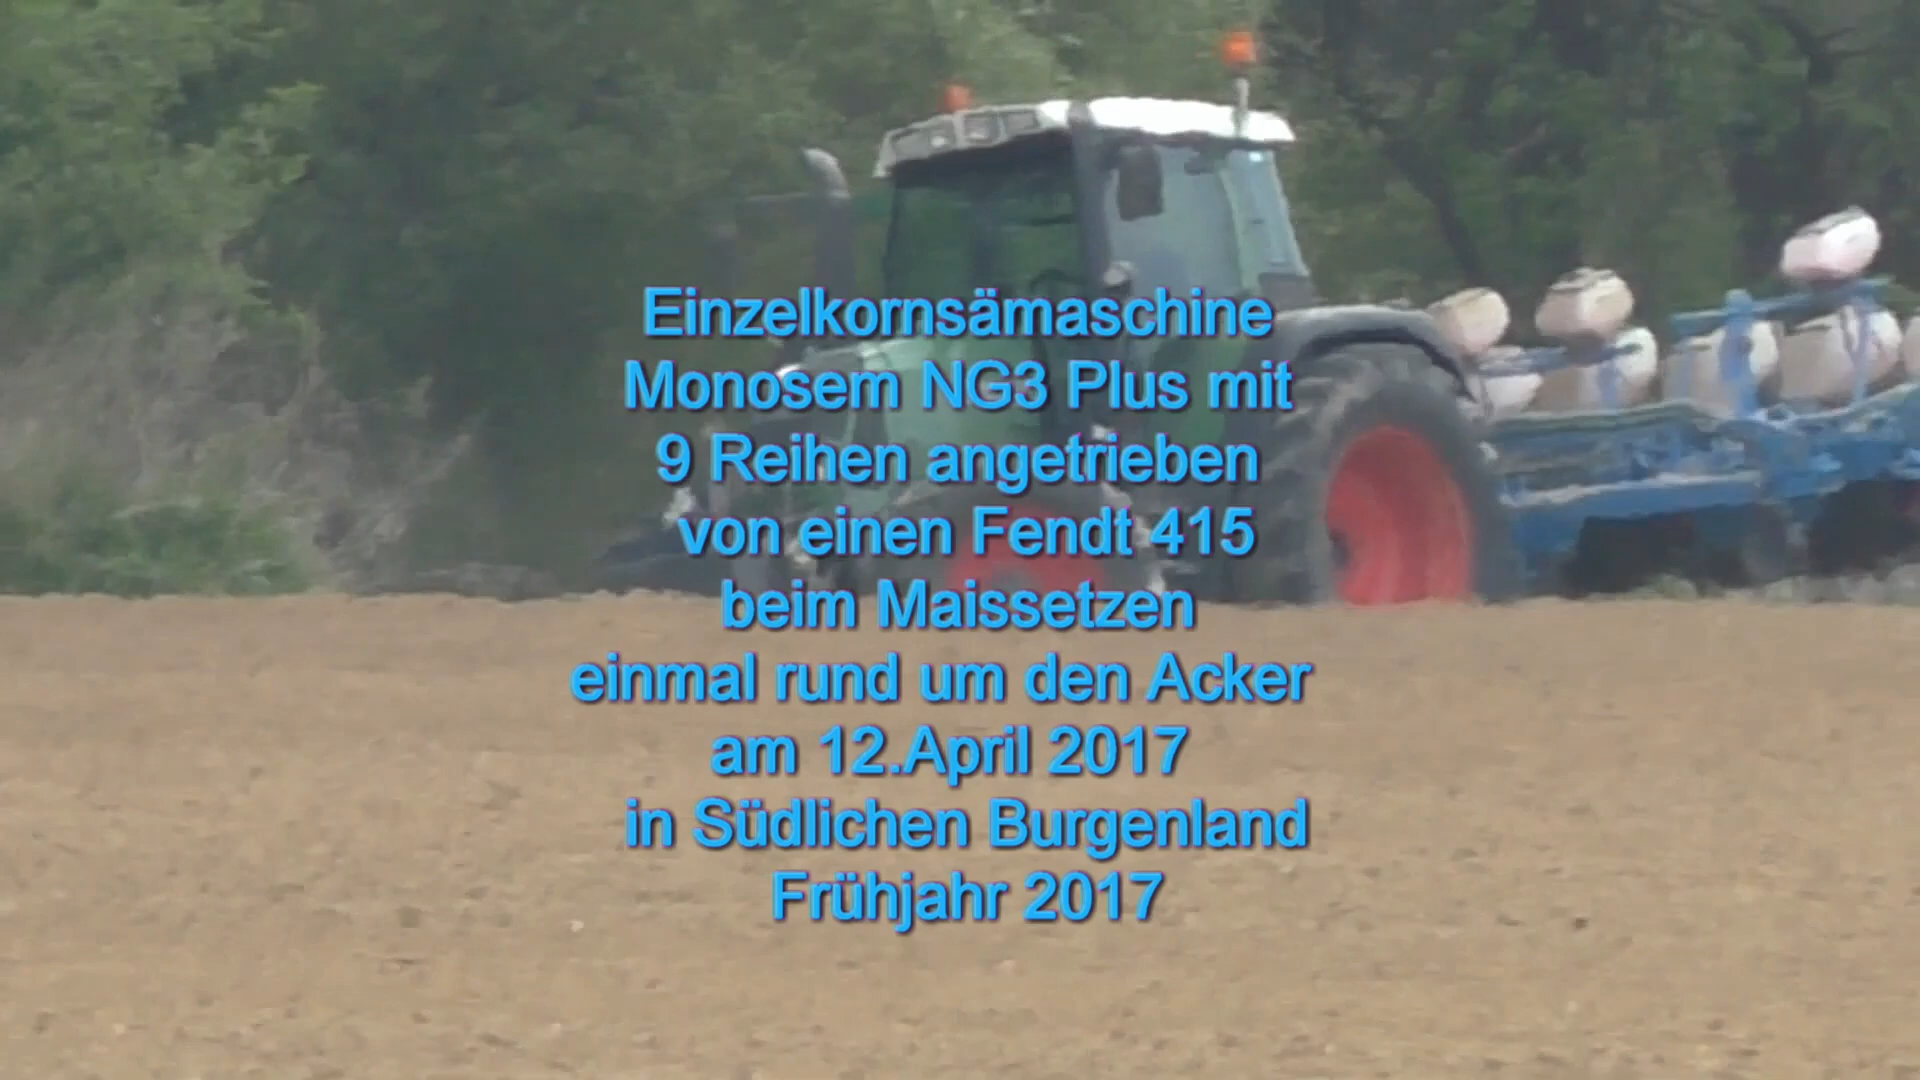 Einzelkornsämaschine
Monosem NG3 Plus mit
9 Reihen angetrieben
von einen Fendt 415
beim Maissetzen
einmal rund um den Acker
am 12.April 2017
in Südlichen Burgenland
Frühjahr 2017